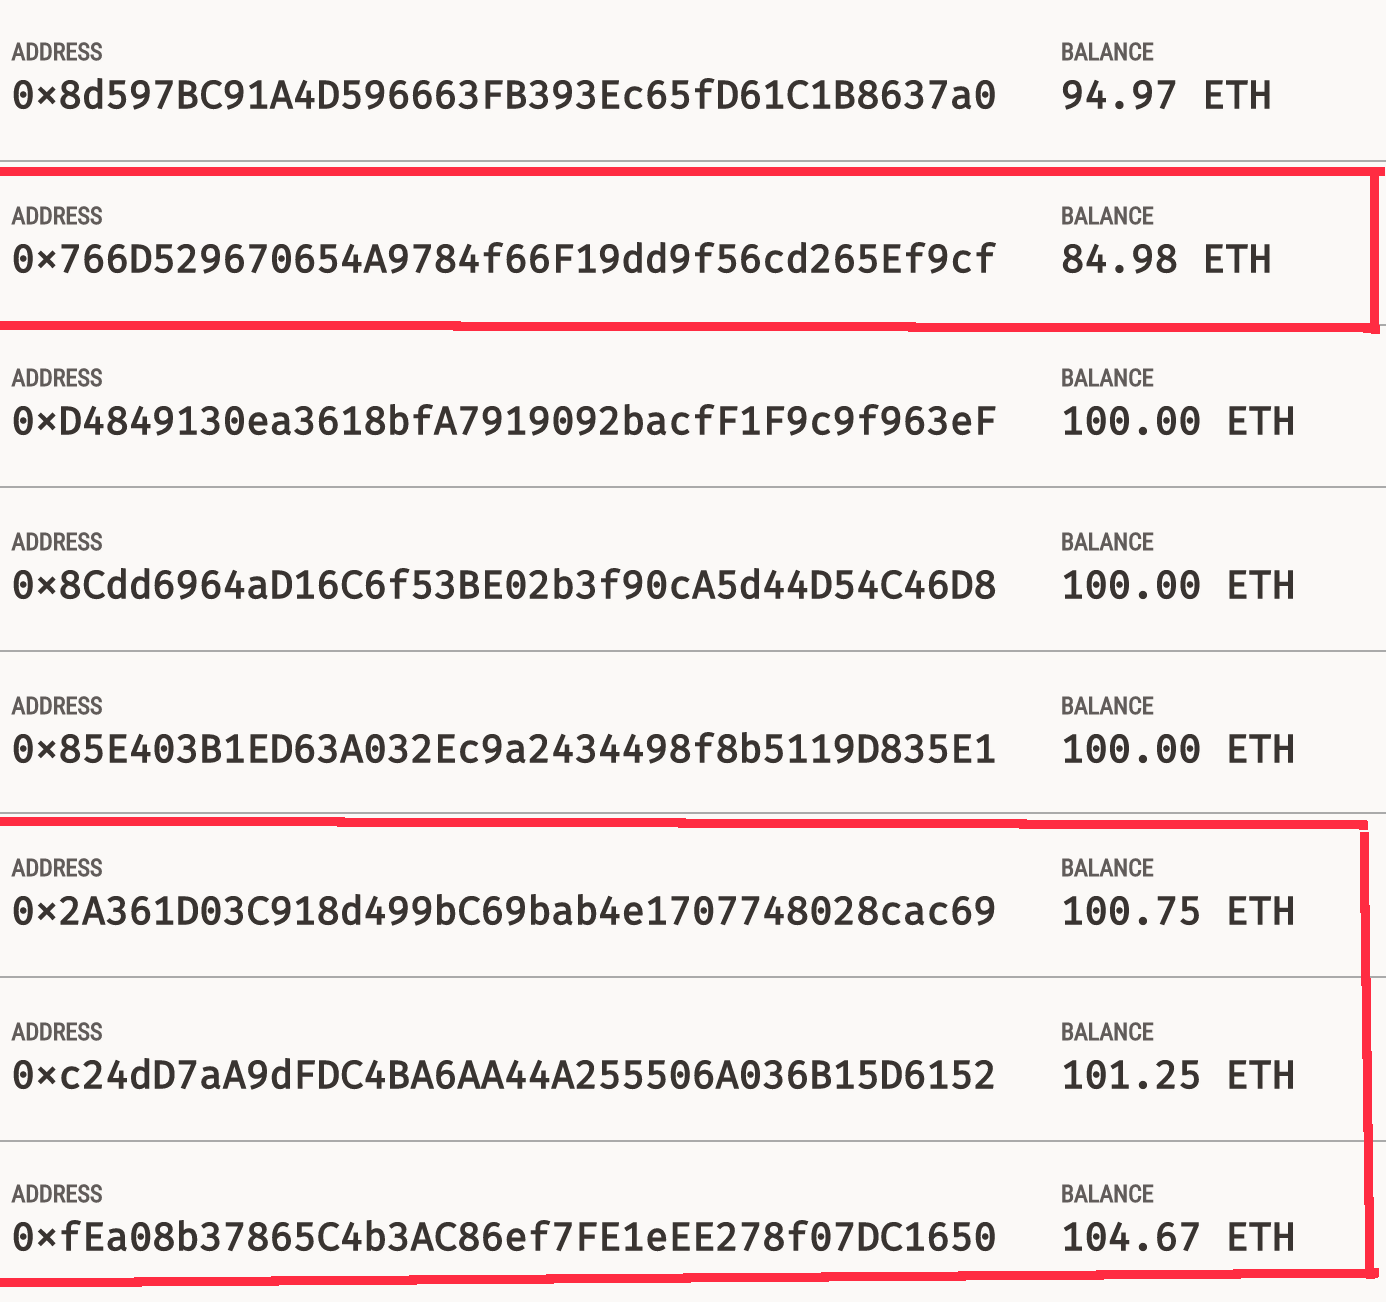 ADDRESS BALANCE
0×8d597BC91A4D596663FB393Ec65fD61C1B8637a0 94.97 ETH
ADDRESS BALANCE
0×766D529670654A9784f66F19dd9f56cd265Ef9cf 84.98 ETH
ADDRESS BALANCE
0×D4849130ea3618bfA7919092bacfF1F9c9f963eF 100.00 ETH
ADDRESS BALANCE
0×8Cdd6964aD16C6f53BE02b3f90cA5d44D54C46D8 100.00 ETH
ADDRESS BALANCE
0×85E403B1ED63A032Ec9a2434498f8b5119D835E1 100.00 ETH
ADDRESS BALANCE
0×2A361D03C918d499bC69bab4e1707748028cac69 100.75 ETH
ADDRESS BALANCE
0×c24dD7aA9dFDC4BA6AA44A255506A036B15D6152 101.25 ETH
ADDRESS BALANCE
0×fEa08b37865C4b3AC86ef7FE1eEE278f07DC1650 104.67 ETH